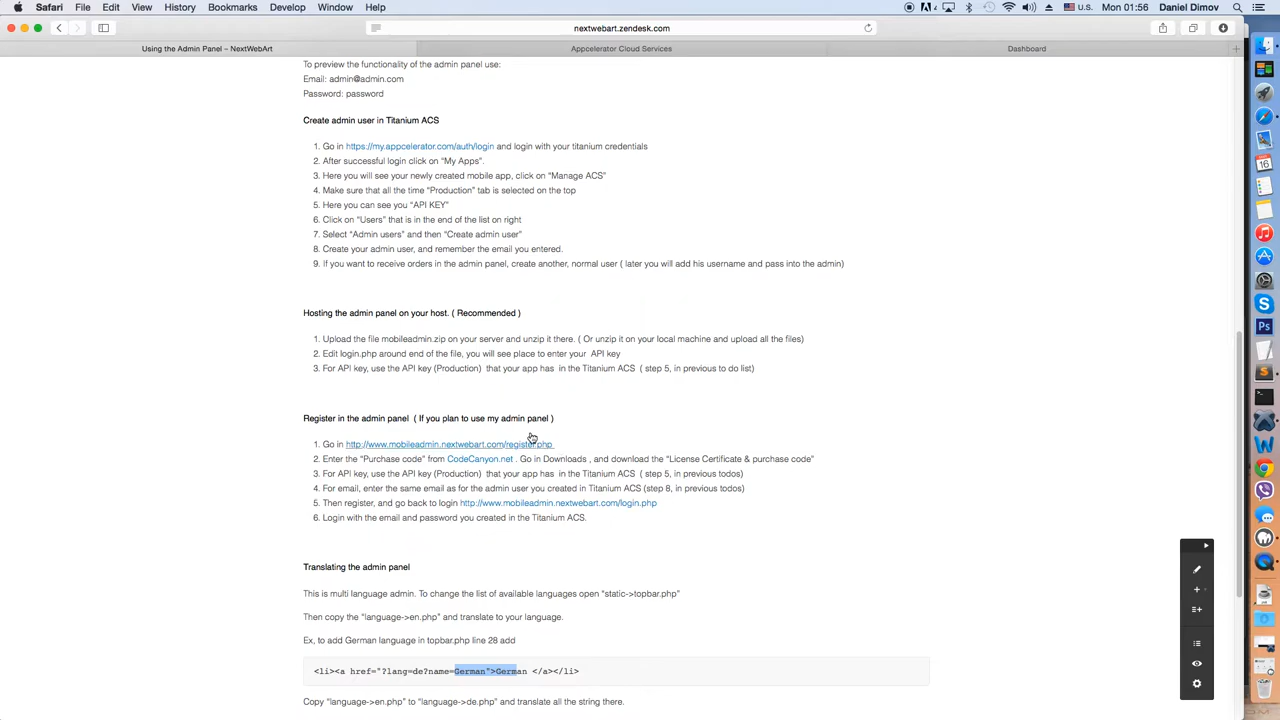 Safari File Edit View History Bookmarks Develop Window Help
U.S. Mon 01:56 Daniel Dimov
nextwebart.zendesk.com
Using the Admin Panel – NextWebArt
Appcelerator Cloud Services
Dashboard
To preview the functionality of the admin panel use:
Email: admin@admin.com
Password: password
Create admin user in Titanium ACS
1. Go in https://my.appcelerator.com/auth/login and login with your titanium credentials
2. After successful login click on “My Apps”.
3. Here you will see your newly created mobile app, click on “Manage ACS”
4. Make sure that all the time “Production” tab is selected on the top
5. Here you can see you “API KEY”
6. Click on “Users” that is in the end of the list on right
7. Select “Admin users” and then “Create admin user”
8. Create your admin user, and remember the email you entered.
9. If you want to receive orders in the admin panel, create another, normal user ( later you will add his username and pass into the admin)
Hosting the admin panel on your host. ( Recommended )
1. Upload the file mobileadmin.zip on your server and unzip it there. ( Or unzip it on your local machine and upload all the files)
2. Edit login.php around end of the file, you will see place to enter your API key
3. For API key, use the API key (Production) that your app has in the Titanium ACS ( step 5, in previous to do list)
Register in the admin panel ( If you plan to use my admin panel )
1. Go in http://www.mobileadmin.nextwebart.com/register.php
2. Enter the “Purchase code” from CodeCanyon.net . Go in Downloads , and download the “License Certificate & purchase code”
3. For API key, use the API key (Production) that your app has in the Titanium ACS ( step 5, in previous todos)
4. For email, enter the same email as for the admin user you created in Titanium ACS (step 8, in previous todos)
5. Then register, and go back to login http://www.mobileadmin.nextwebart.com/login.php
6. Login with the email and password you created in the Titanium ACS.
Translating the admin panel
This is multi language admin. To change the list of available languages open “static->topbar.php”
Then copy the “language->en.php” and translate to your language.
Ex, to add German language in topbar.php line 28 add
<li><a href="?lang=de?name=German">German </a></li>
Copy “language->en.php” to “language->de.php” and translate all the string there.